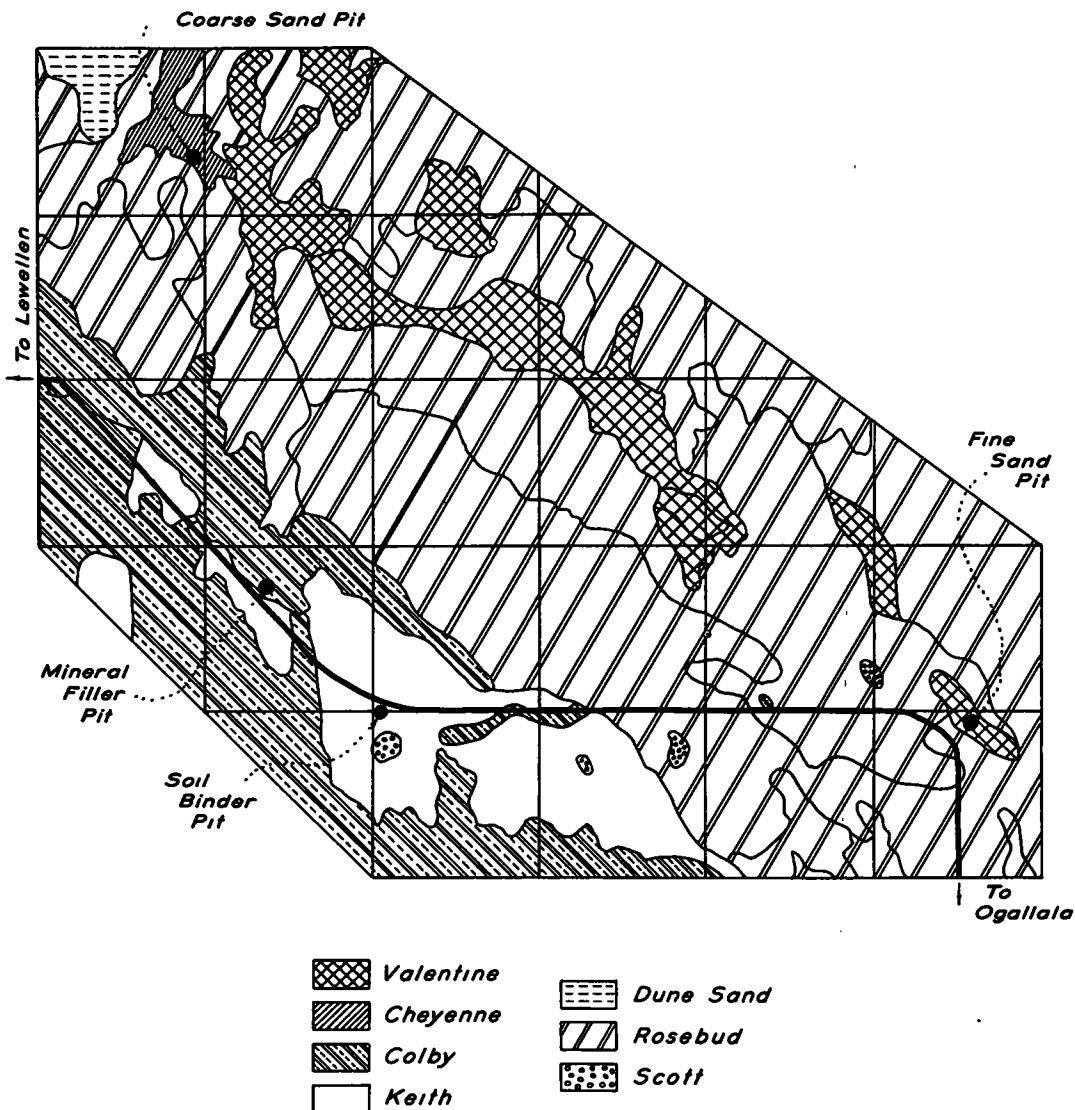 Coarse Sand Pit
To Lewellen
Fine
Sand
Pit
Mineral
Filler
Pit
Soil
Binder
Pit
To
Ogallala
Valentine
Cheyenne
Colby
Keith
Dune Sand
Rosebud
Scott